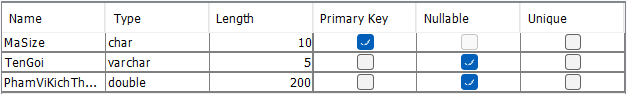 Name Type Length Primary Key Nullable Unique
MaSize char 10
TenGoi varchar 5
PhamViKichTh... double 200